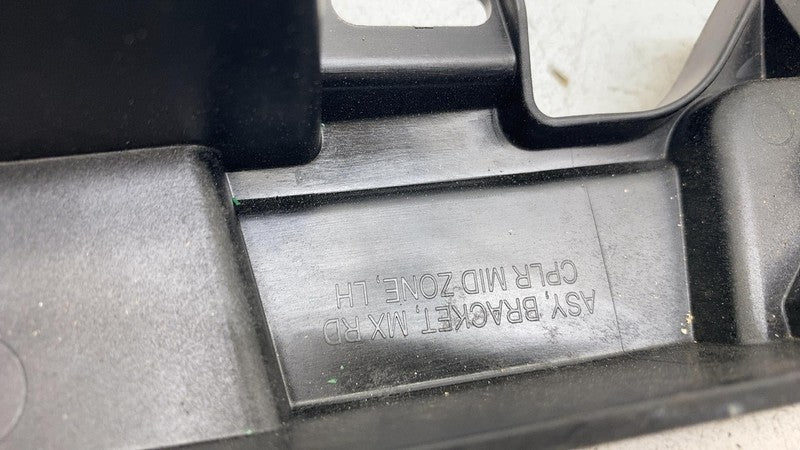 ASY, BRACKET, MX RD
CPLR MID ZONE, LH